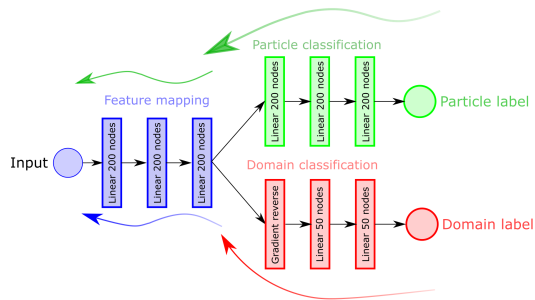 Particle classification
Feature mapping
Linear 200 nodes
Linear 200 nodes
Linear 200 nodes
Particle label
Input
Linear 200 nodes
Linear 200 nodes
Linear 200 nodes
Domain classification
Gradient reverse
Linear 50 nodes
Linear 50 nodes
Domain label